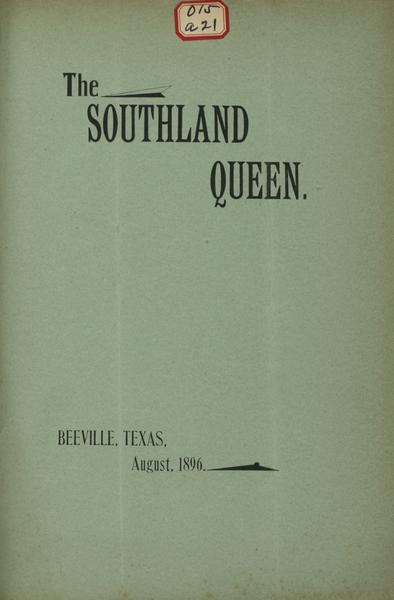 015
a21
The
SOUTHLAND
QUEEN.
BEEVILLE, TEXAS,
August, 1896.